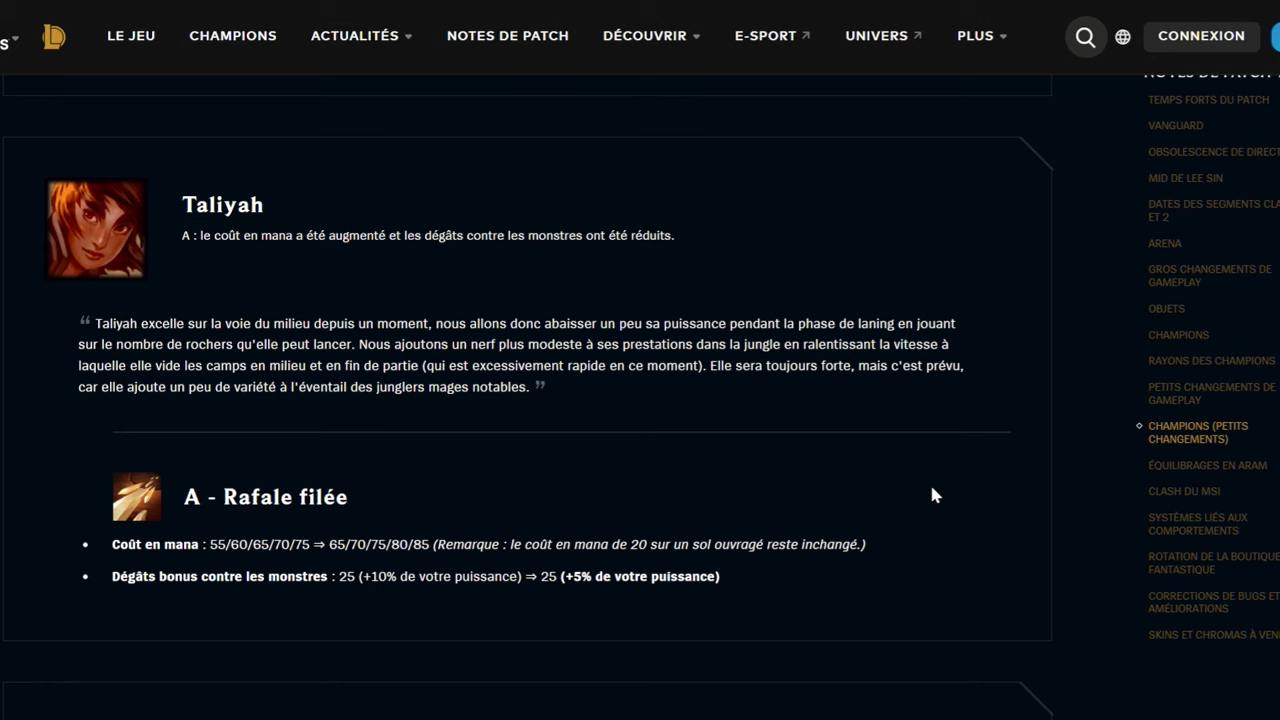 S
LE JEU CHAMPIONS ACTUALITÉS NOTES DE PATCH DÉCOUVRIR E-SPORT UNIVERS PLUS CONNEXION
Taliyah
A : le coût en mana a été augmenté et les dégâts contre les monstres ont été réduits.
“ Taliyah excelle sur la voie du milieu depuis un moment, nous allons donc abaisser un peu sa puissance pendant la phase de laning en jouant
sur le nombre de rochers qu'elle peut lancer. Nous ajoutons un nerf plus modeste à ses prestations dans la jungle en ralentissant la vitesse à
laquelle elle vide les camps en milieu et en fin de partie (qui est excessivement rapide en ce moment). Elle sera toujours forte, mais c'est prévu,
car elle ajoute un peu de variété à l'éventail des junglers mages notables. ”
A - Rafale filée
• Coût en mana : 55/60/65/70/75 ⇒ 65/70/75/80/85 (Remarque : le coût en mana de 20 sur un sol ouvragé reste inchangé.)
• Dégâts bonus contre les monstres : 25 (+10% de votre puissance) ⇒ 25 (+5% de votre puissance)
NOTES DE PATCH
TEMPS FORTS DU PATCH
VANGUARD
OBSOLESCENCE DE DIRECT
MID DE LEE SIN
DATES DES SEGMENTS CLA
ET 2
ARENA
GROS CHANGEMENTS DE
GAMEPLAY
OBJETS
CHAMPIONS
RAYONS DES CHAMPIONS
PETITS CHANGEMENTS DE
GAMEPLAY
CHAMPIONS (PETITS
CHANGEMENTS)
ÉQUILIBRAGES EN ARAM
CLASH DU MSI
SYSTÈMES LIÉS AUX
COMPORTEMENTS
ROTATION DE LA BOUTIQUE
FANTASTIQUE
CORRECTIONS DE BUGS ET
AMÉLIORATIONS
SKINS ET CHROMAS À VEN